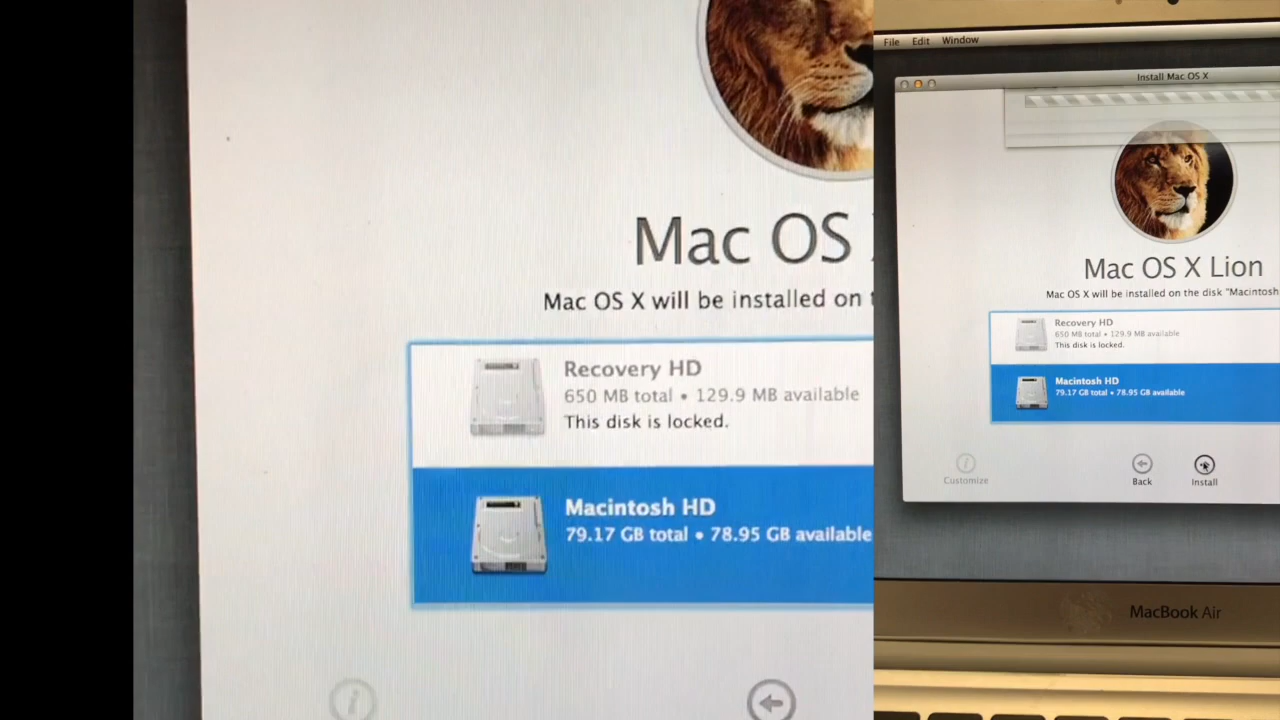 Mac OS
Mac OS X will be installed on
Recovery HD
650 MB total • 129.9 MB available
This disk is locked.
Macintosh HD
79.17 GB total • 78.95 GB available
File Edit Window
Install Mac OS X
Mac OS X Lion
Mac OS X will be installed on the disk "Macintosh
Recovery HD
650 MB total • 129.9 MB available
This disk is locked.
Macintosh HD
79.17 GB total • 78.95 GB available
Customize
Back
Install
MacBook Air